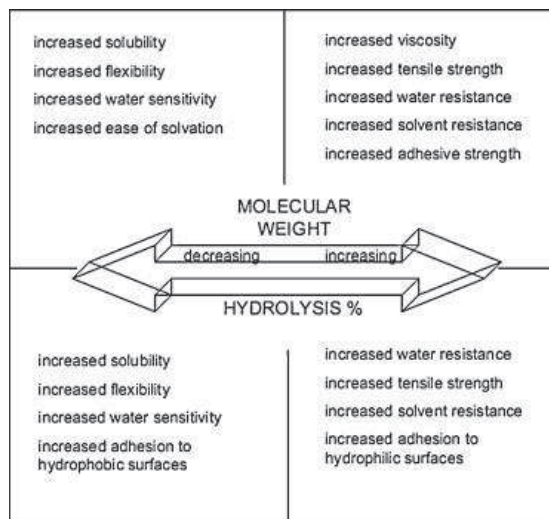 increased solubility
increased flexibility
increased water sensitivity
increased ease of solvation
increased viscosity
increased tensile strength
increased water resistance
increased solvent resistance
increased adhesive strength
MOLECULAR
WEIGHT
decreasing increasing
HYDROLYSIS %
increased solubility
increased flexibility
increased water sensitivity
increased adhesion to
hydrophobic surfaces
increased water resistance
increased tensile strength
increased solvent resistance
increased adhesion to
hydrophilic surfaces